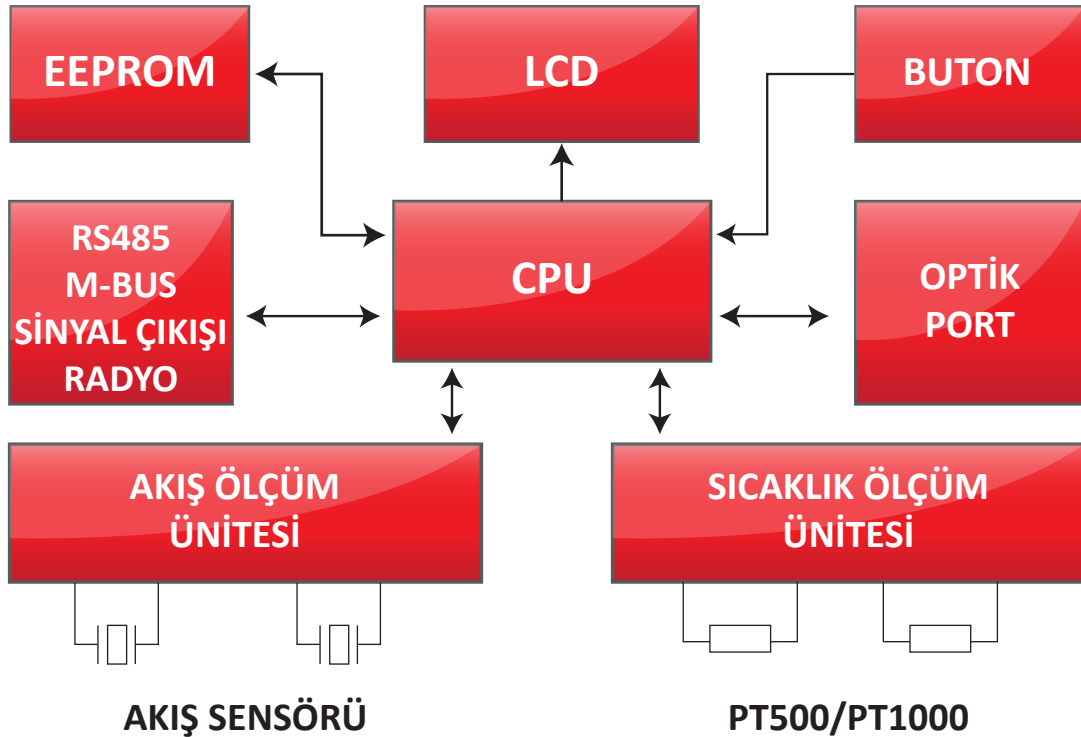 EEPROM
LCD
BUTON
RS485
M-BUS
SİNYAL ÇIKIŞI
RADYO
CPU
OPTİK
PORT
AKIŞ ÖLÇÜM
ÜNİTESİ
SICAKLIK ÖLÇÜM
ÜNİTESİ
AKIŞ SENSÖRÜ
PT500/PT1000